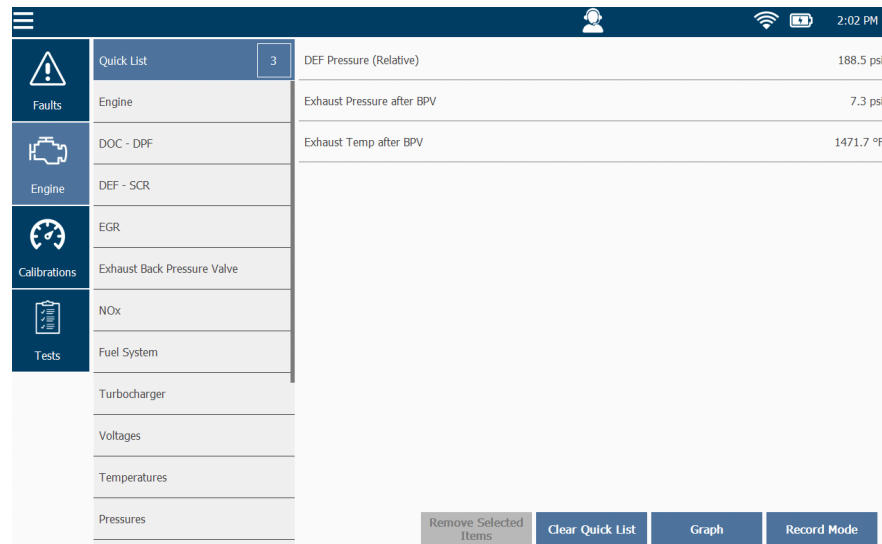 2:02 PM
Faults
Engine
Calibrations
Tests
Quick List 3
Engine
DOC - DPF
DEF - SCR
EGR
Exhaust Back Pressure Valve
NOx
Fuel System
Turbocharger
Voltages
Temperatures
Pressures
DEF Pressure (Relative) 188.5 psi
Exhaust Pressure after BPV 7.3 psi
Exhaust Temp after BPV 1471.7 °F
Remove Selected
Items
Clear Quick List
Graph
Record Mode